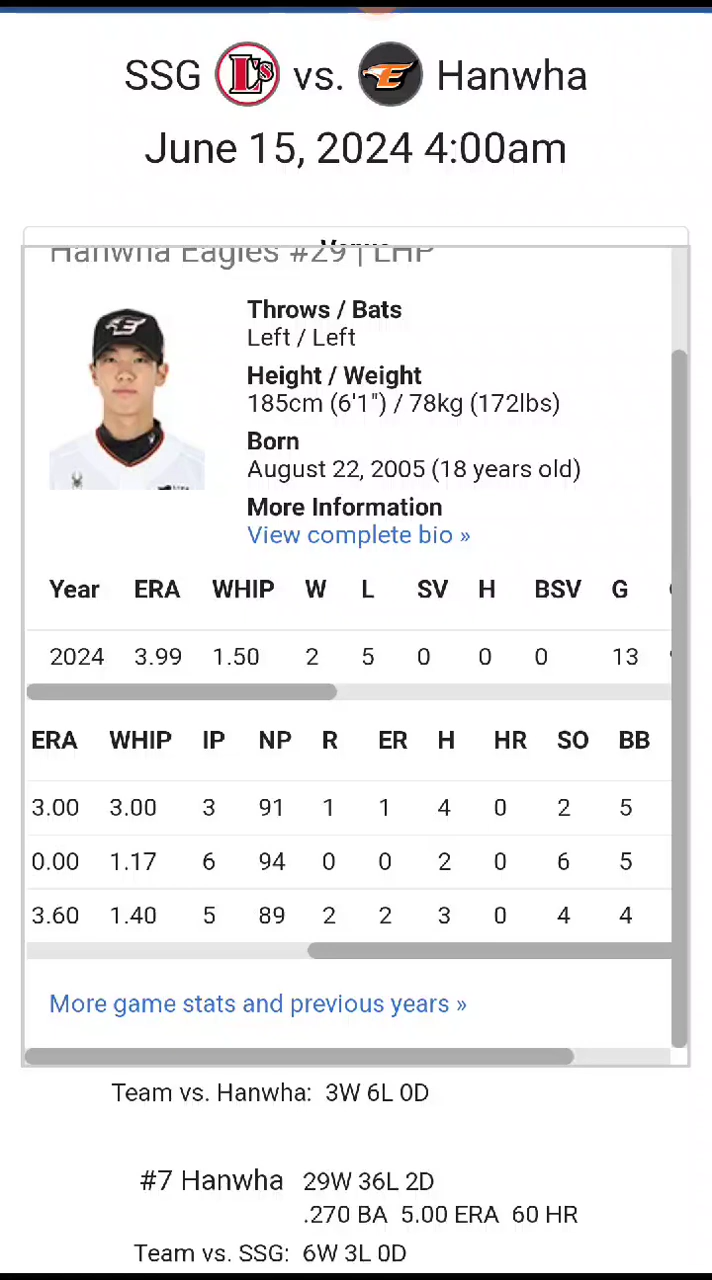 SSG vs. Hanwha
June 15, 2024 4:00am
Hanwha Eagles #29 | LHP
Throws / Bats
Left / Left
Height / Weight
185cm (6'1") / 78kg (172lbs)
Born
August 22, 2005 (18 years old)
More Information
View complete bio »
Year ERA WHIP W L SV H BSV G
2024 3.99 1.50 2 5 0 0 0 13
ERA WHIP IP NP R ER H HR SO BB
3.00 3.00 3 91 1 1 4 0 2 5
0.00 1.17 6 94 0 0 2 0 6 5
3.60 1.40 5 89 2 2 3 0 4 4
More game stats and previous years »
Team vs. Hanwha: 3W 6L 0D
#7 Hanwha 29W 36L 2D
.270 BA 5.00 ERA 60 HR
Team vs. SSG: 6W 3L 0D